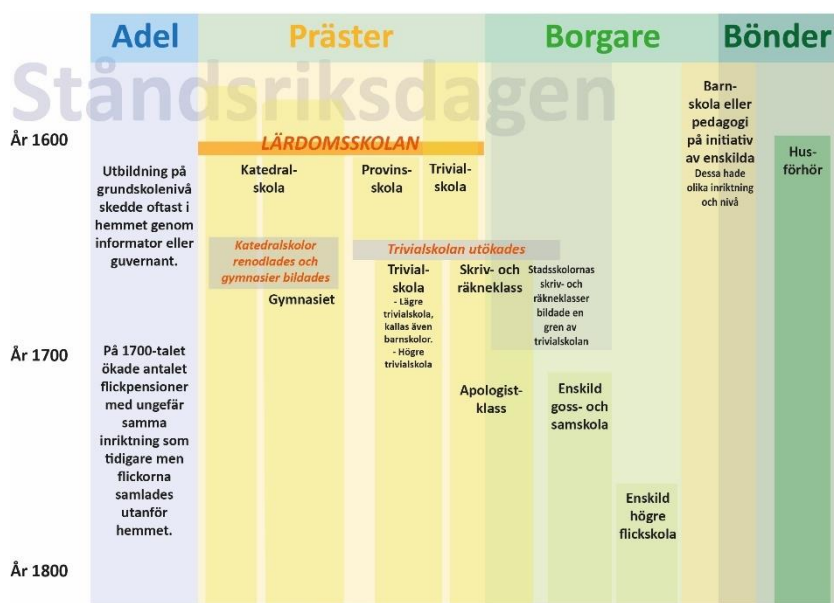 Adel
Präster
Borgare
Bönder
Ståndsriksdagen
År 1600
År 1700
År 1800
Utbildning på
grundskolenivå
skedde oftast i
hemmet genom
informator eller
guvernant.
På 1700-talet
ökade antalet
flickpensioner
med ungefär
samma
inriktning som
tidigare men
flickorna
samlades
utanför
hemmet.
LÄRDOMSSKOLAN
Katedral-
skola
Provins-
skola
Trivial-
skola
Katedralskolor
renodlades och
gymnasier bildades
Gymnasiet
Trivialskolan utökades
Trivial-
skola
- Lägre
trivialskola,
kallas även
barnskolor.
- Högre
trivialskola
Skriv- och
räkneklass
Stadsskolornas
skriv- och
räkneklasser
bildade en
gren av
trivialskolan
Apologist-
klass
Enskild
goss- och
samskola
Enskild
högre
flickskola
Barn-
skola eller
pedagogi
på initiativ
av enskilda
Dessa hade
olika inriktning
och nivå
Hus-
förhör